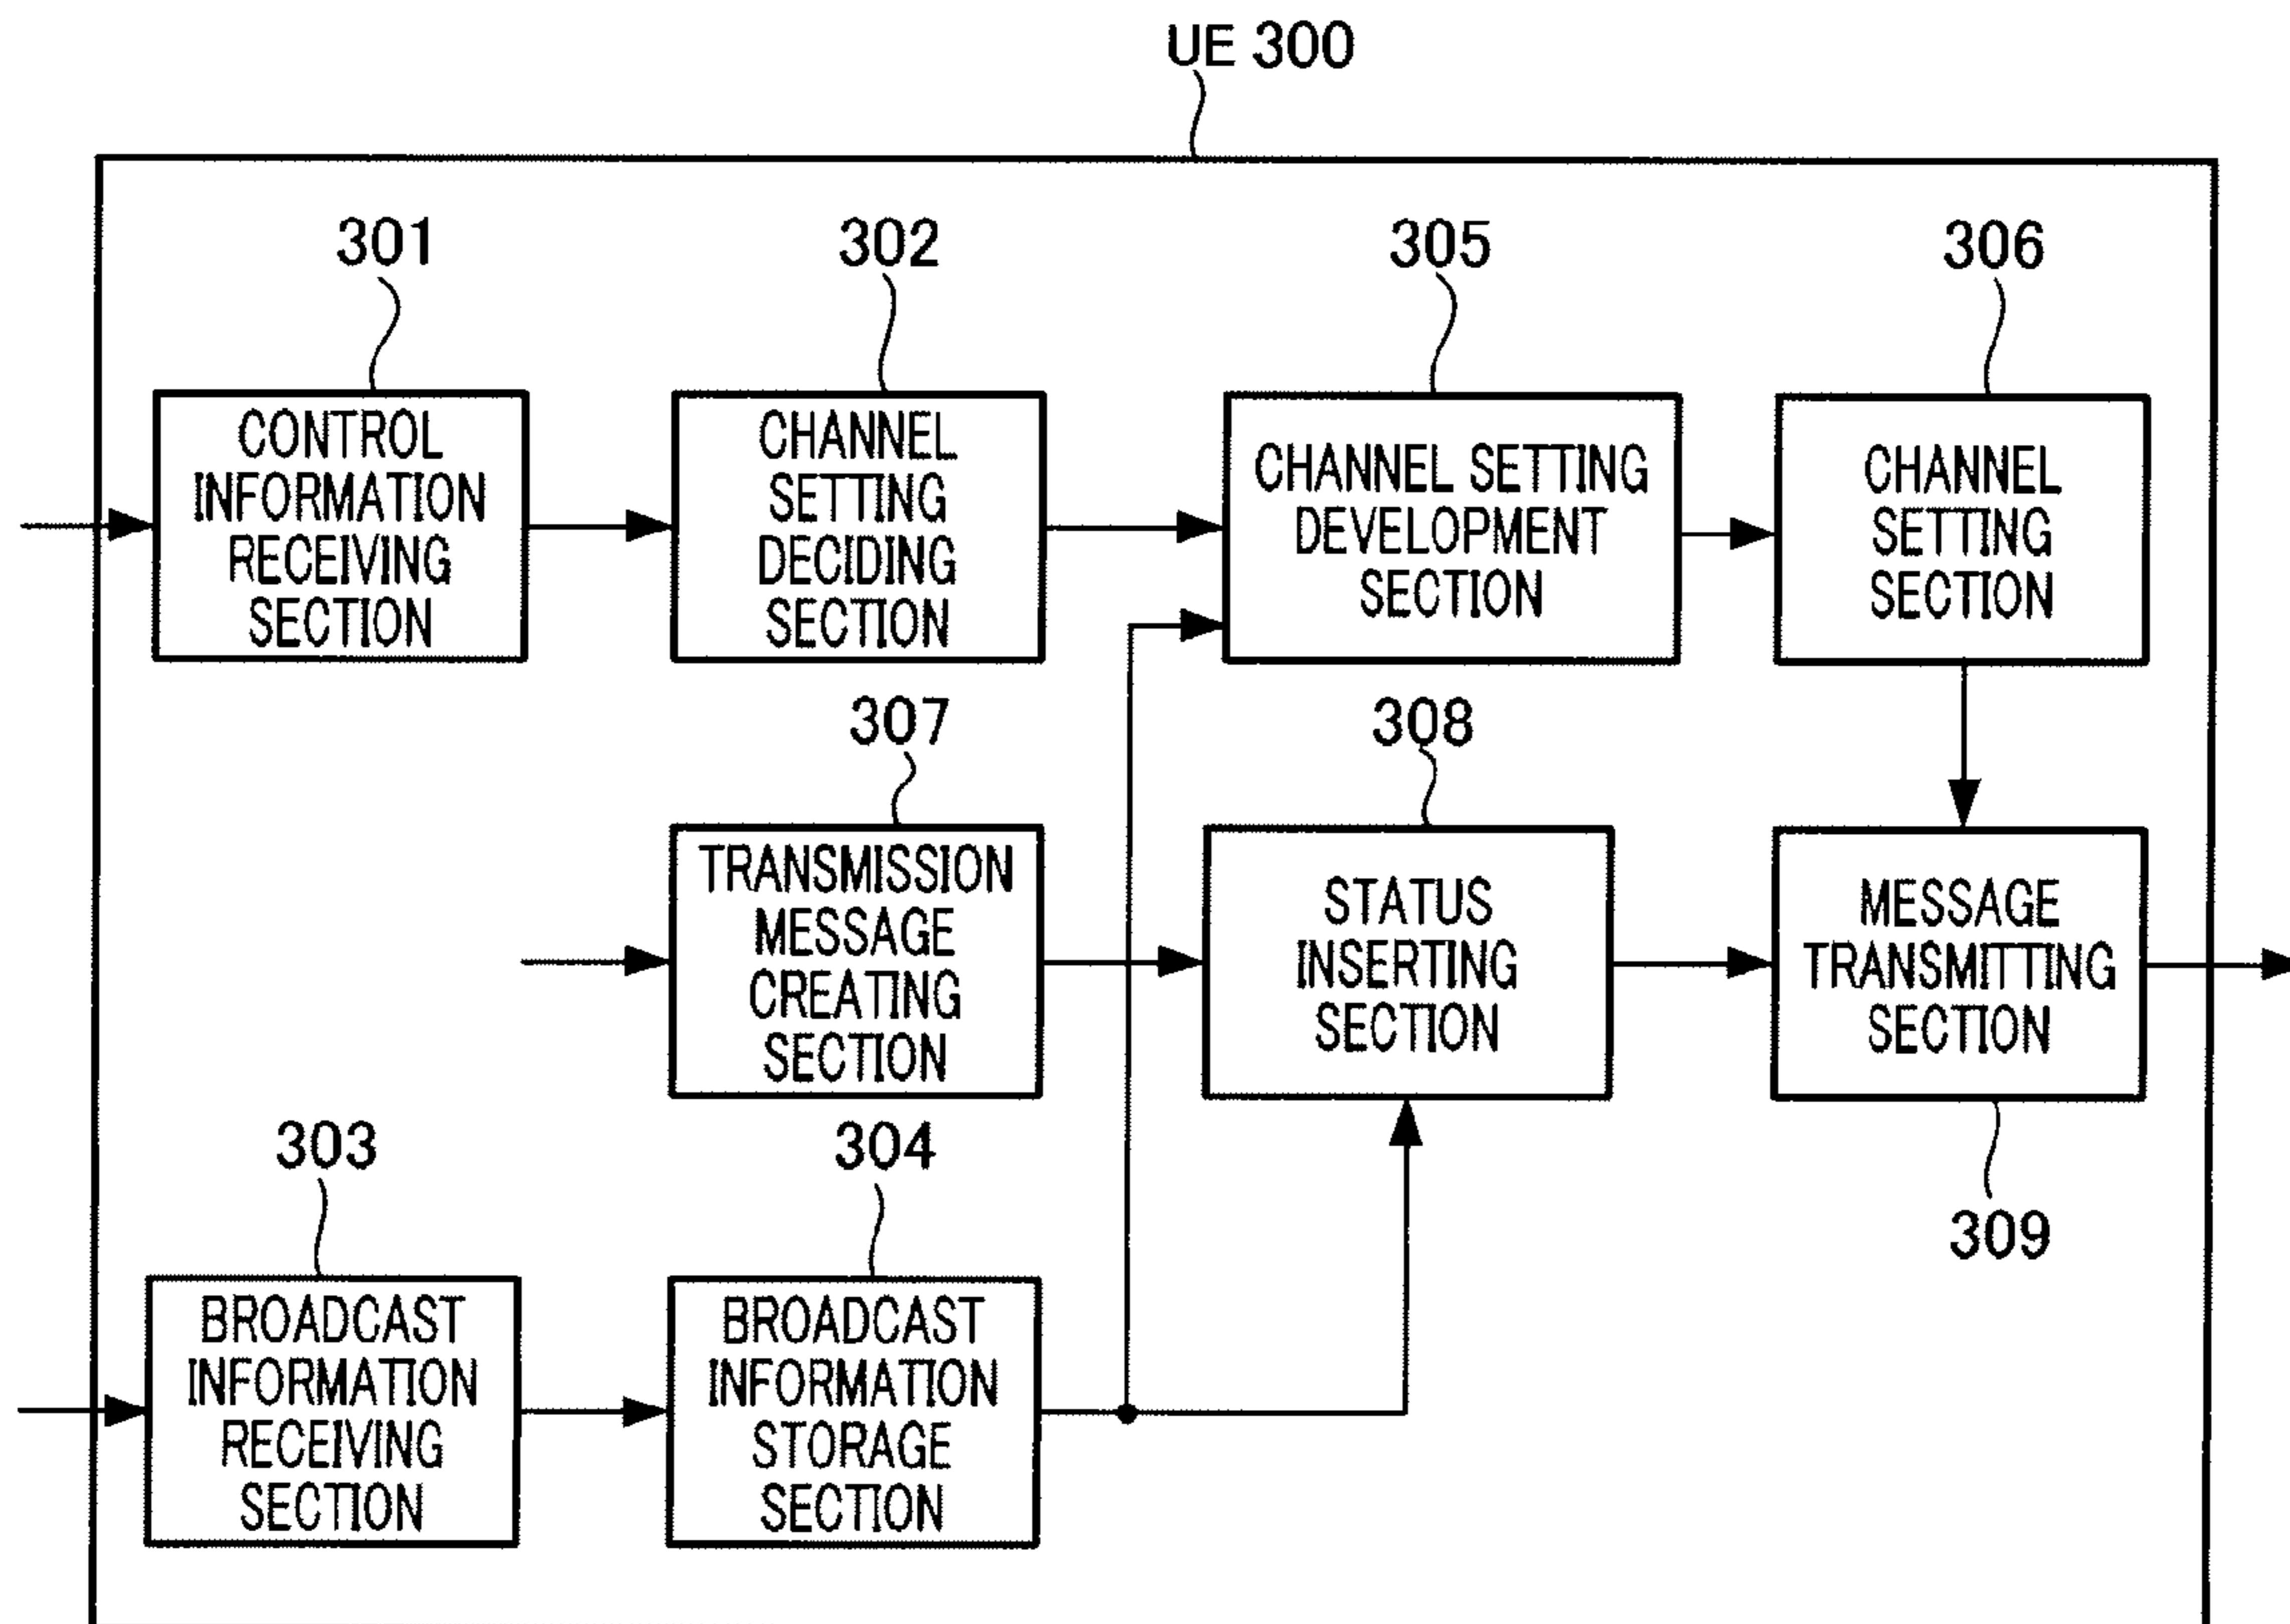 UE 300
301
302
305
306
CONTROL
INFORMATION
RECEIVING
SECTION
CHANNEL
SETTING
DECIDING
SECTION
CHANNEL SETTING
DEVELOPMENT
SECTION
CHANNEL
SETTING
SECTION
307
308
TRANSMISSION
MESSAGE
CREATING
SECTION
STATUS
INSERTING
SECTION
MESSAGE
TRANSMITTING
SECTION
303
304
309
BROADCAST
INFORMATION
RECEIVING
SECTION
BROADCAST
INFORMATION
STORAGE
SECTION